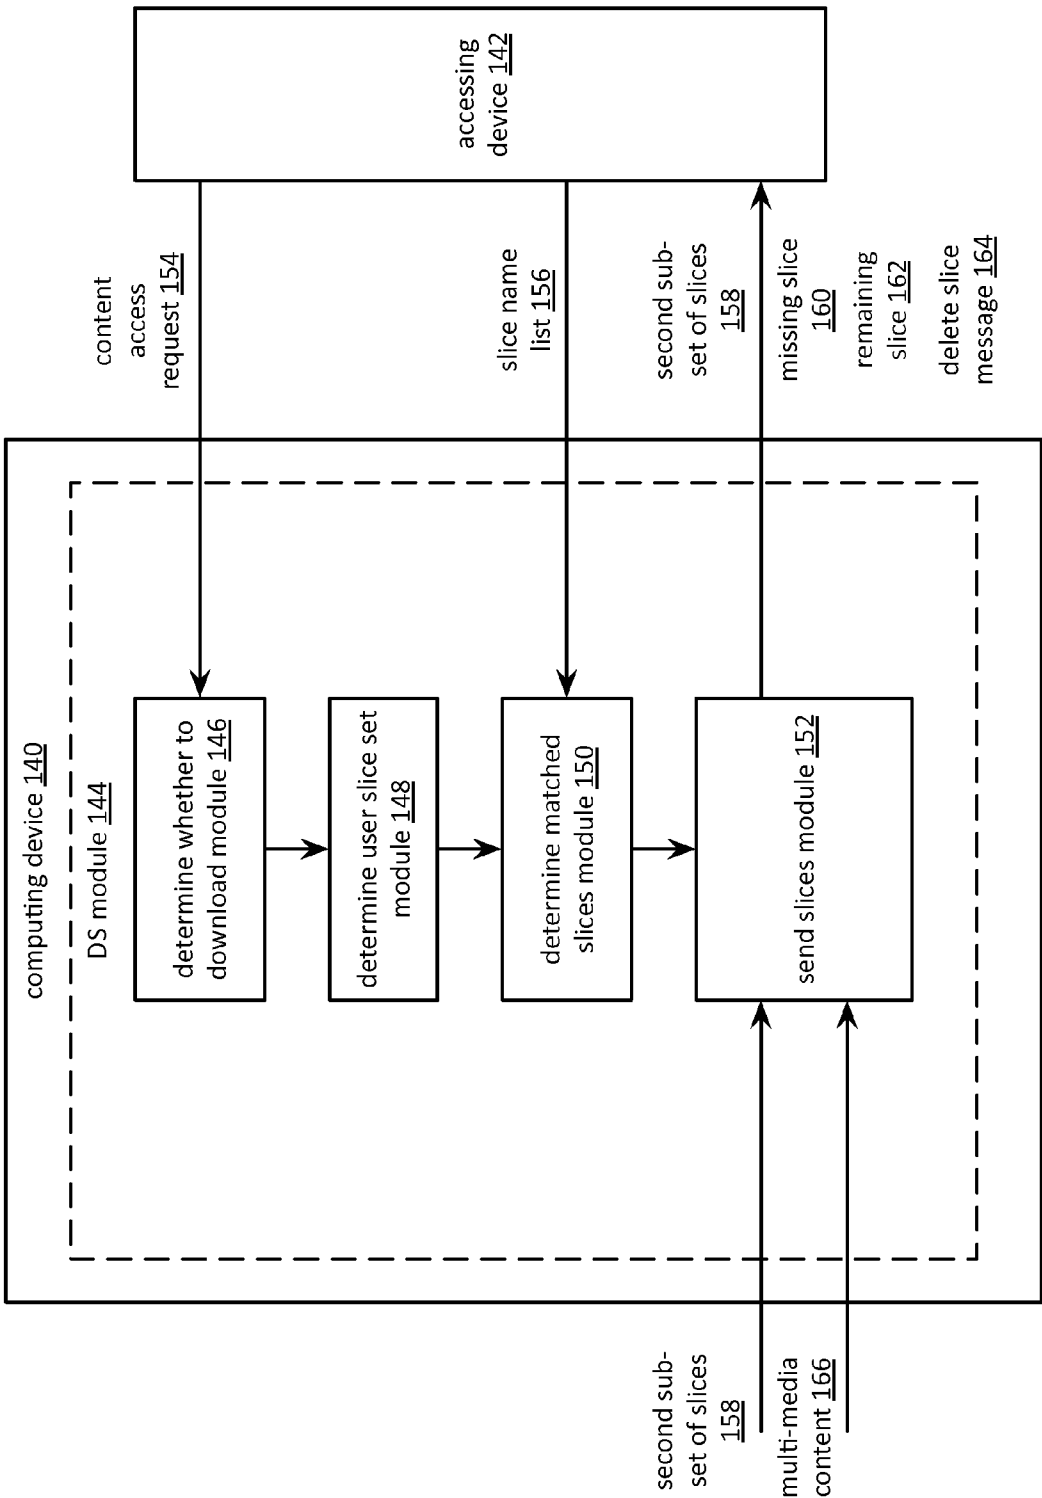 computing device 140
DS module 144
determine whether to
download module 146
determine user slice set
module 148
determine matched
slices module 150
send slices module 152
second sub-
set of slices
158
multi-media
content 166
content
access
request 154
slice name
list 156
second sub-
set of slices
158
missing slice
160
remaining
slice 162
delete slice
message 164
accessing
device 142